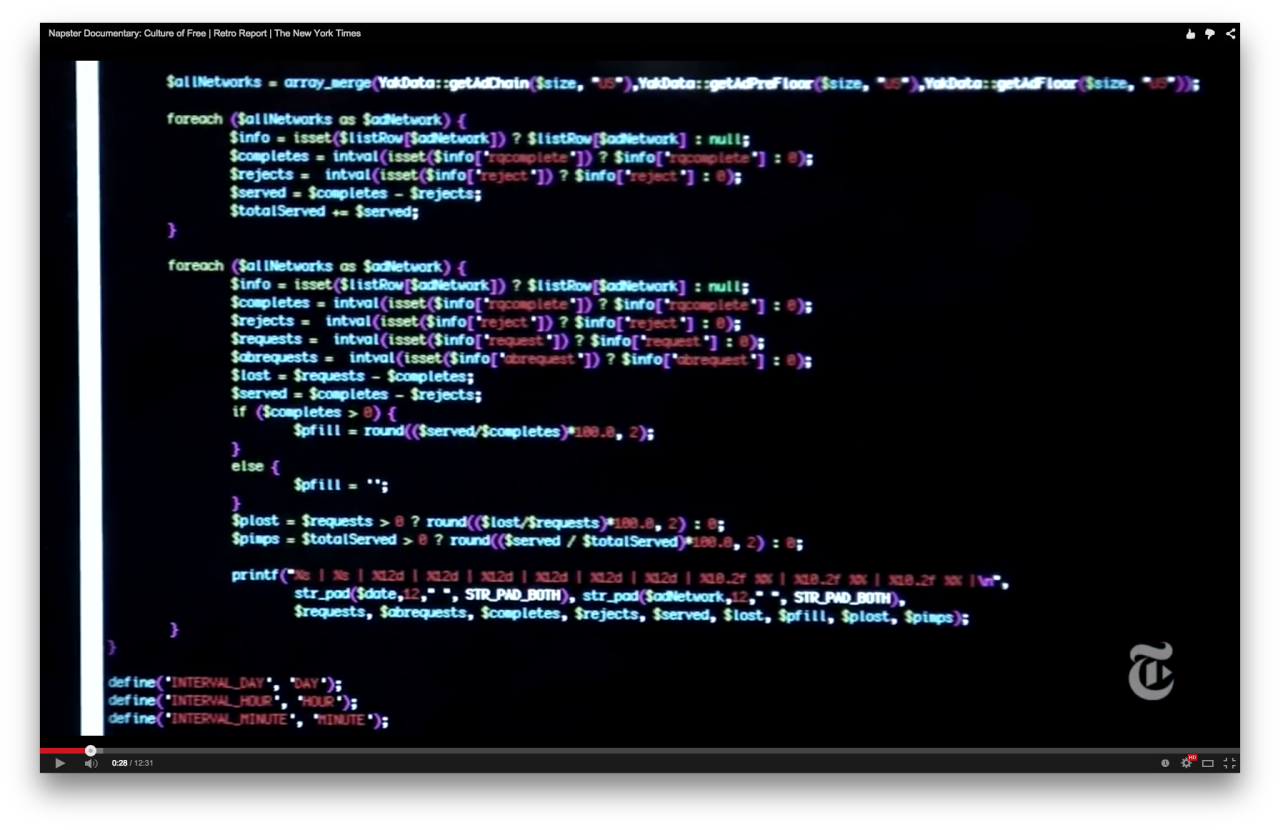 Napster Documentary: Culture of Free | Retro Report | The New York Times
$allNetworks = array_merge(YakData::getAdChain($size, "US"),YakData::getAdPreFloor($size, "US"),YakData::getAdFloor($size, "US"));
foreach ($allNetworks as $adNetwork) {
$info = isset($listRow[$adNetwork]) ? $listRow[$adNetwork] : null;
$completes = intval(isset($info['rqcomplete']) ? $info['rqcomplete'] : 0);
$rejects =  intval(isset($info['reject']) ? $info['reject'] : 0);
$served = $completes - $rejects;
$totalServed += $served;
}
foreach ($allNetworks as $adNetwork) {
$info = isset($listRow[$adNetwork]) ? $listRow[$adNetwork] : null;
$completes = intval(isset($info['rqcomplete']) ? $info['rqcomplete'] : 0);
$rejects =  intval(isset($info['reject']) ? $info['reject'] : 0);
$requests =  intval(isset($info['request']) ? $info['request'] : 0);
$abrequests =  intval(isset($info['abrequest']) ? $info['abrequest'] : 0);
$lost = $requests - $completes;
$served = $completes - $rejects;
if ($completes > 0) {
$pfill = round(($served/$completes)*100.0, 2);
}
else {
$pfill = '';
}
$plost = $requests > 0 ? round(($lost/$requests)*100.0, 2) : 0;
$pimps = $totalServed > 0 ? round(($served / $totalServed)*100.0, 2) : 0;
printf("%s | %s | %12d | %12d | %12d | %12d | %12d | %12d | %10.2f %% | %10.2f %% | %10.2f %% |\n",
str_pad($date,12," ", STR_PAD_BOTH), str_pad($adNetwork,12," ", STR_PAD_BOTH),
$requests, $abrequests, $completes, $rejects, $served, $lost, $pfill, $plost, $pimps);
}
}
define('INTERVAL_DAY', 'DAY');
define('INTERVAL_HOUR', 'HOUR');
define('INTERVAL_MINUTE', 'MINUTE');
T
0:28 / 12:31
HD